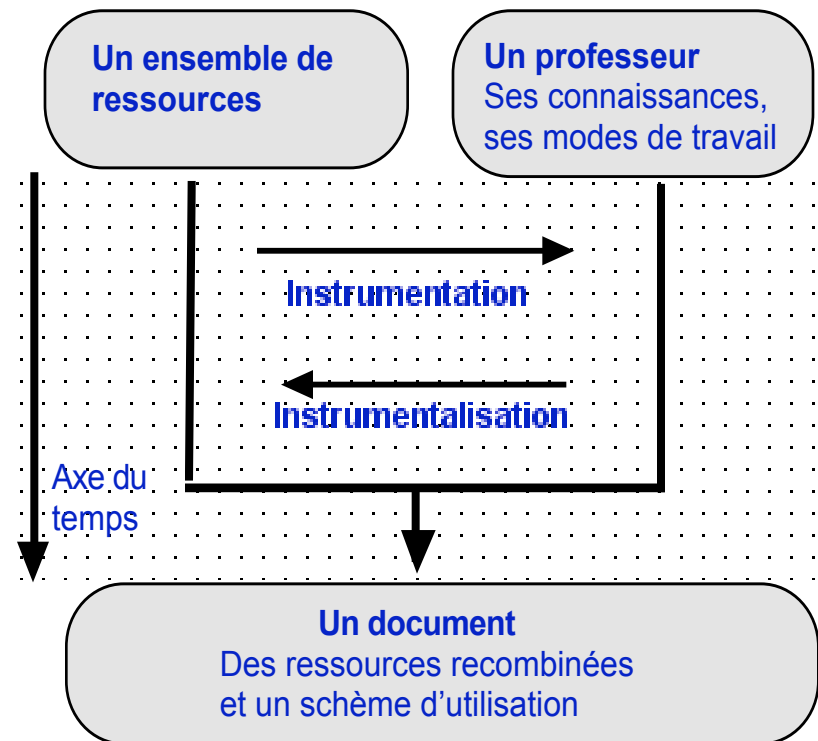 Un ensemble de
ressources
Un professeur
Ses connaissances,
ses modes de travail
Instrumentation
Instrumentalisation
Axe du
temps
Un document
Des ressources recombinées
et un schème d'utilisation